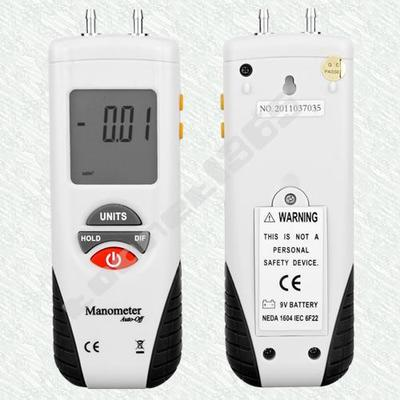 - 0.01
UNITS
HOLD
DIF
Manometer
Auto-Off
CE
Q C
PASSED
NO. 2011037035
WARNING
THIS IS NOT A
PERSONAL
SAFETY DEVICE.
CE
9V BATTERY
NEDA 1604 IEC 6F22